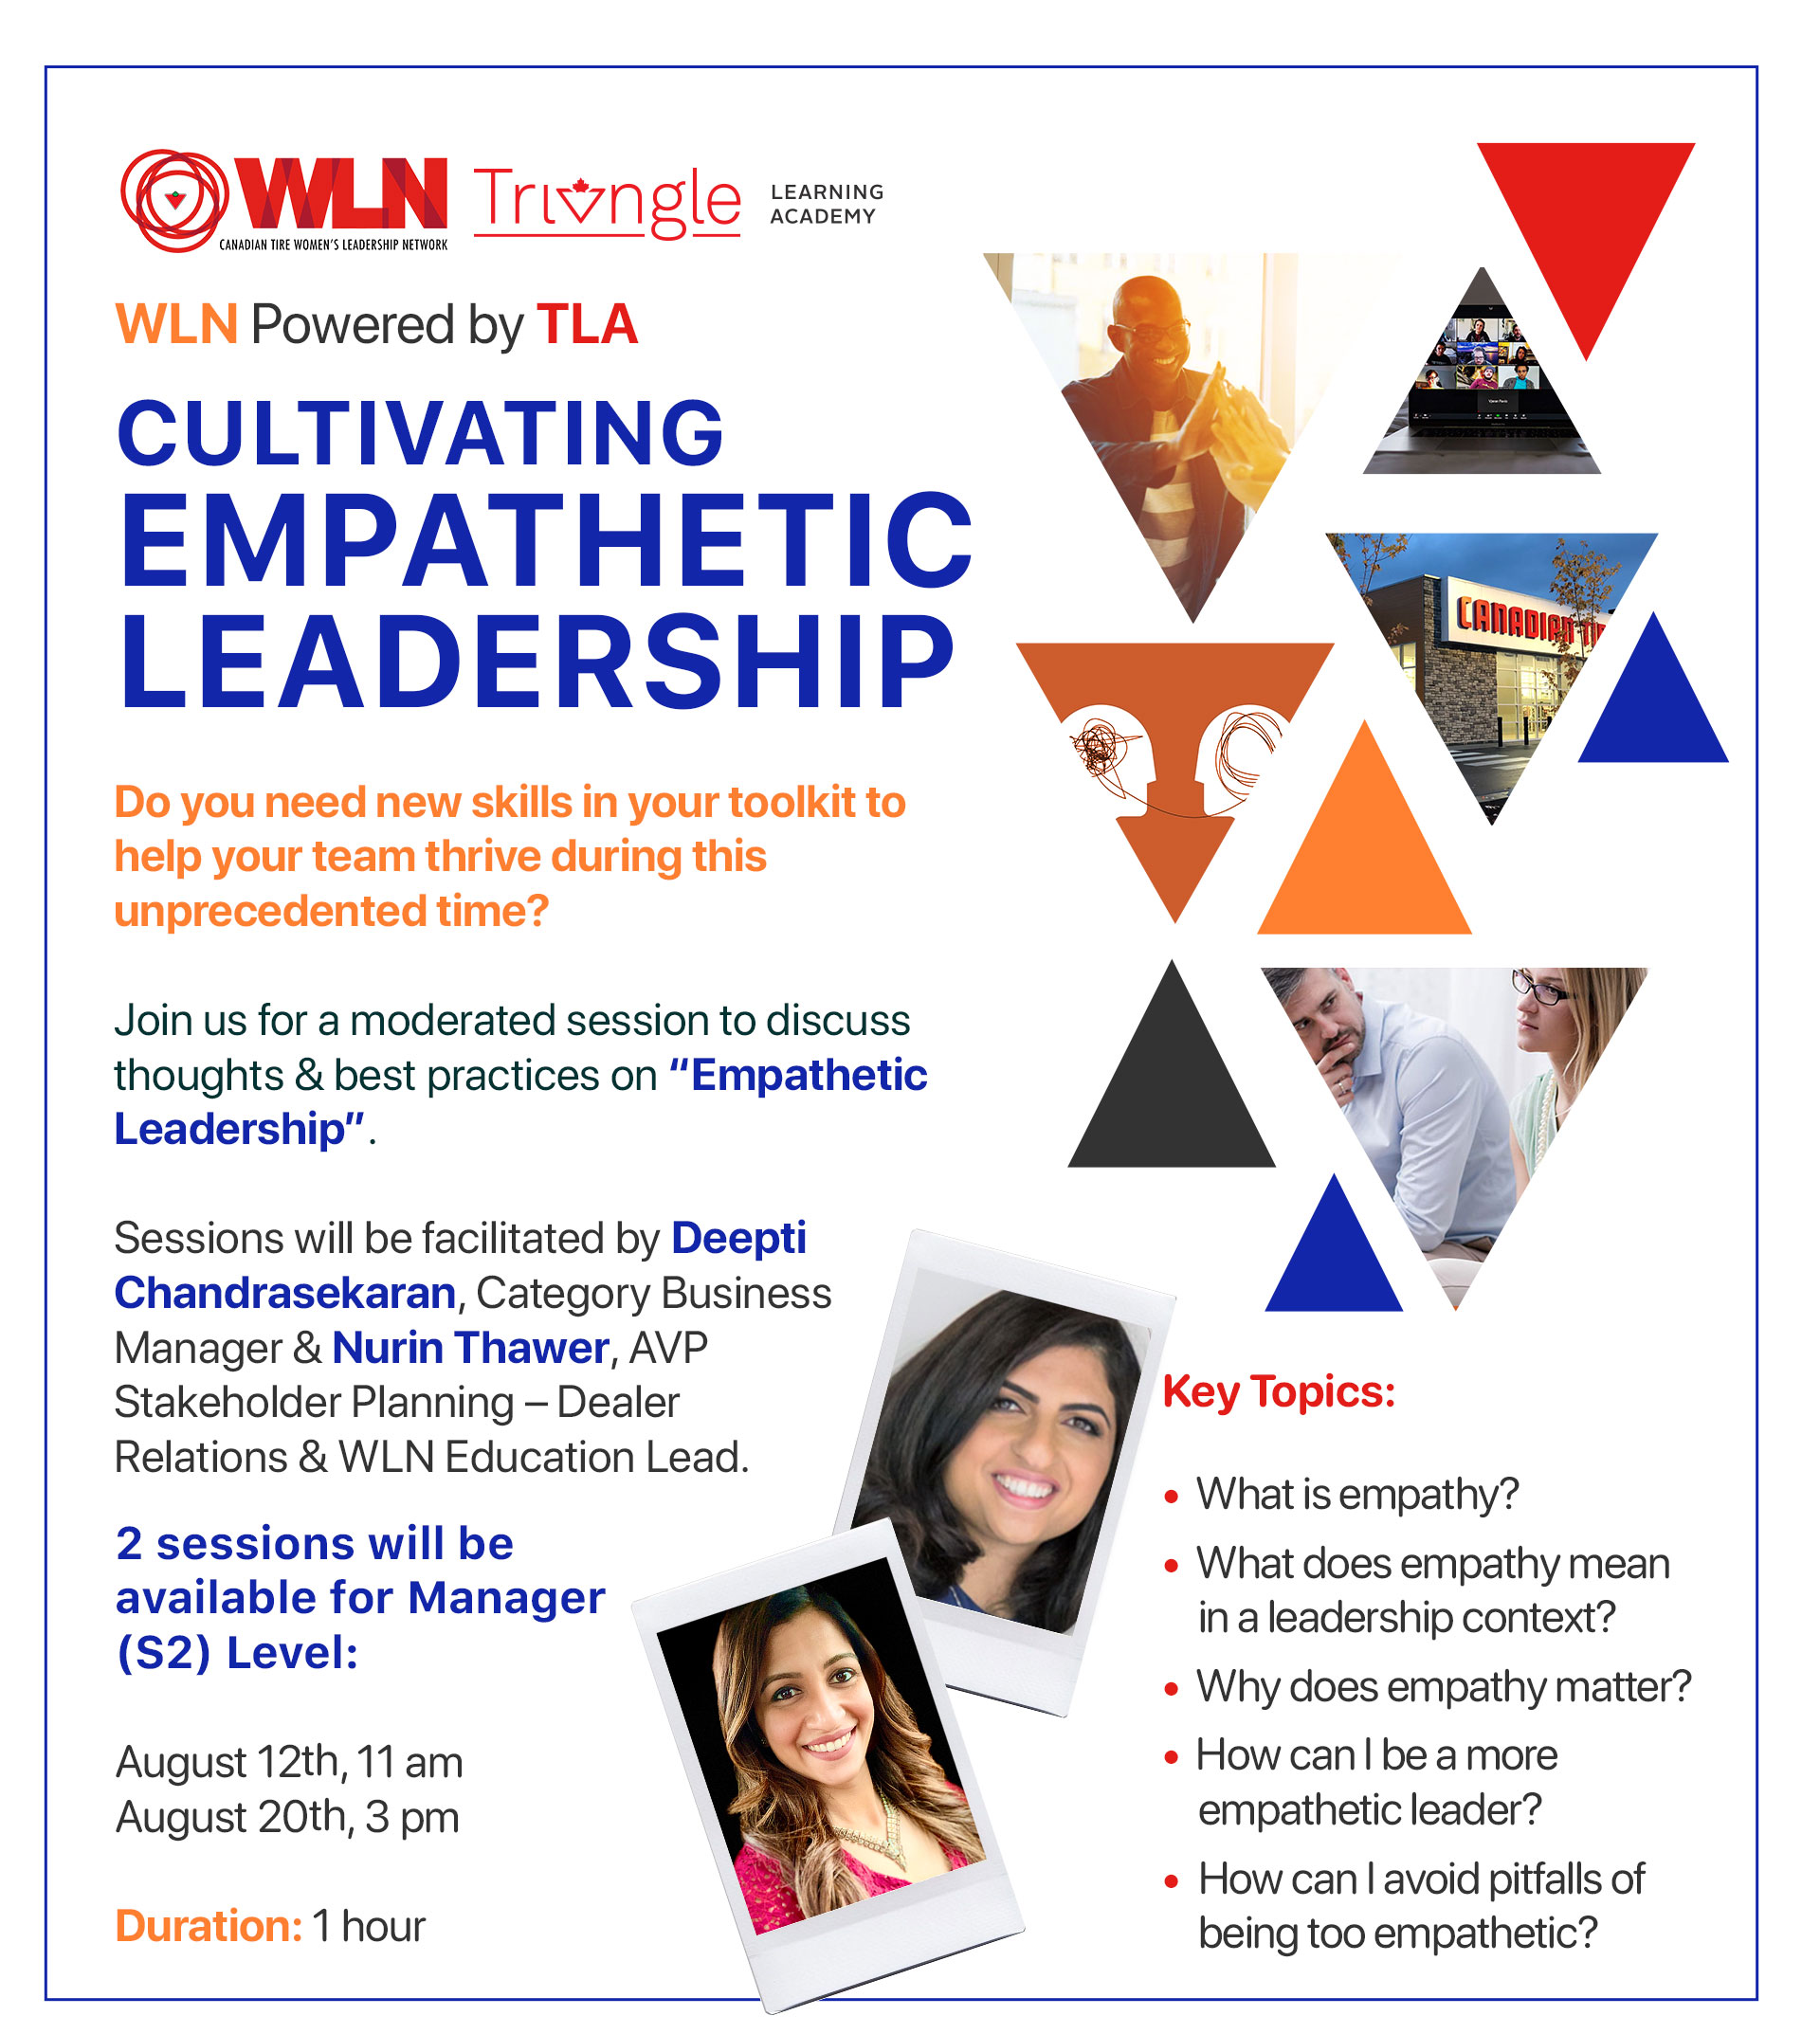 WLN
CANADIAN TIRE WOMEN'S LEADERSHIP NETWORK
Triangle
LEARNING
ACADEMY
WLN Powered by TLA
CULTIVATING
EMPATHETIC
LEADERSHIP
Do you need new skills in your toolkit to
help your team thrive during this
unprecedented time?
Join us for a moderated session to discuss
thoughts & best practices on “Empathetic
Leadership”.
Sessions will be facilitated by Deepti
Chandrasekaran, Category Business
Manager & Nurin Thawer, AVP
Stakeholder Planning – Dealer
Relations & WLN Education Lead.
2 sessions will be
available for Manager
(S2) Level:
August 12th, 11 am
August 20th, 3 pm
Duration: 1 hour
CANADIAN TI
Key Topics:
• What is empathy?
• What does empathy mean
in a leadership context?
• Why does empathy matter?
• How can I be a more
empathetic leader?
• How can I avoid pitfalls of
being too empathetic?